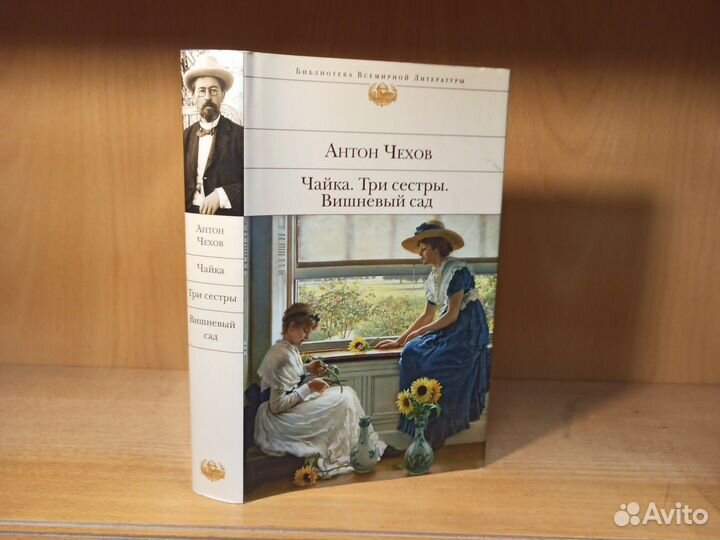 Библиотека Всемирной Литературы
Антон Чехов
Чайка. Три сестры.
Вишневый сад
Антон
Чехов
Чайка
Три сестры
Вишневый
сад
Avito